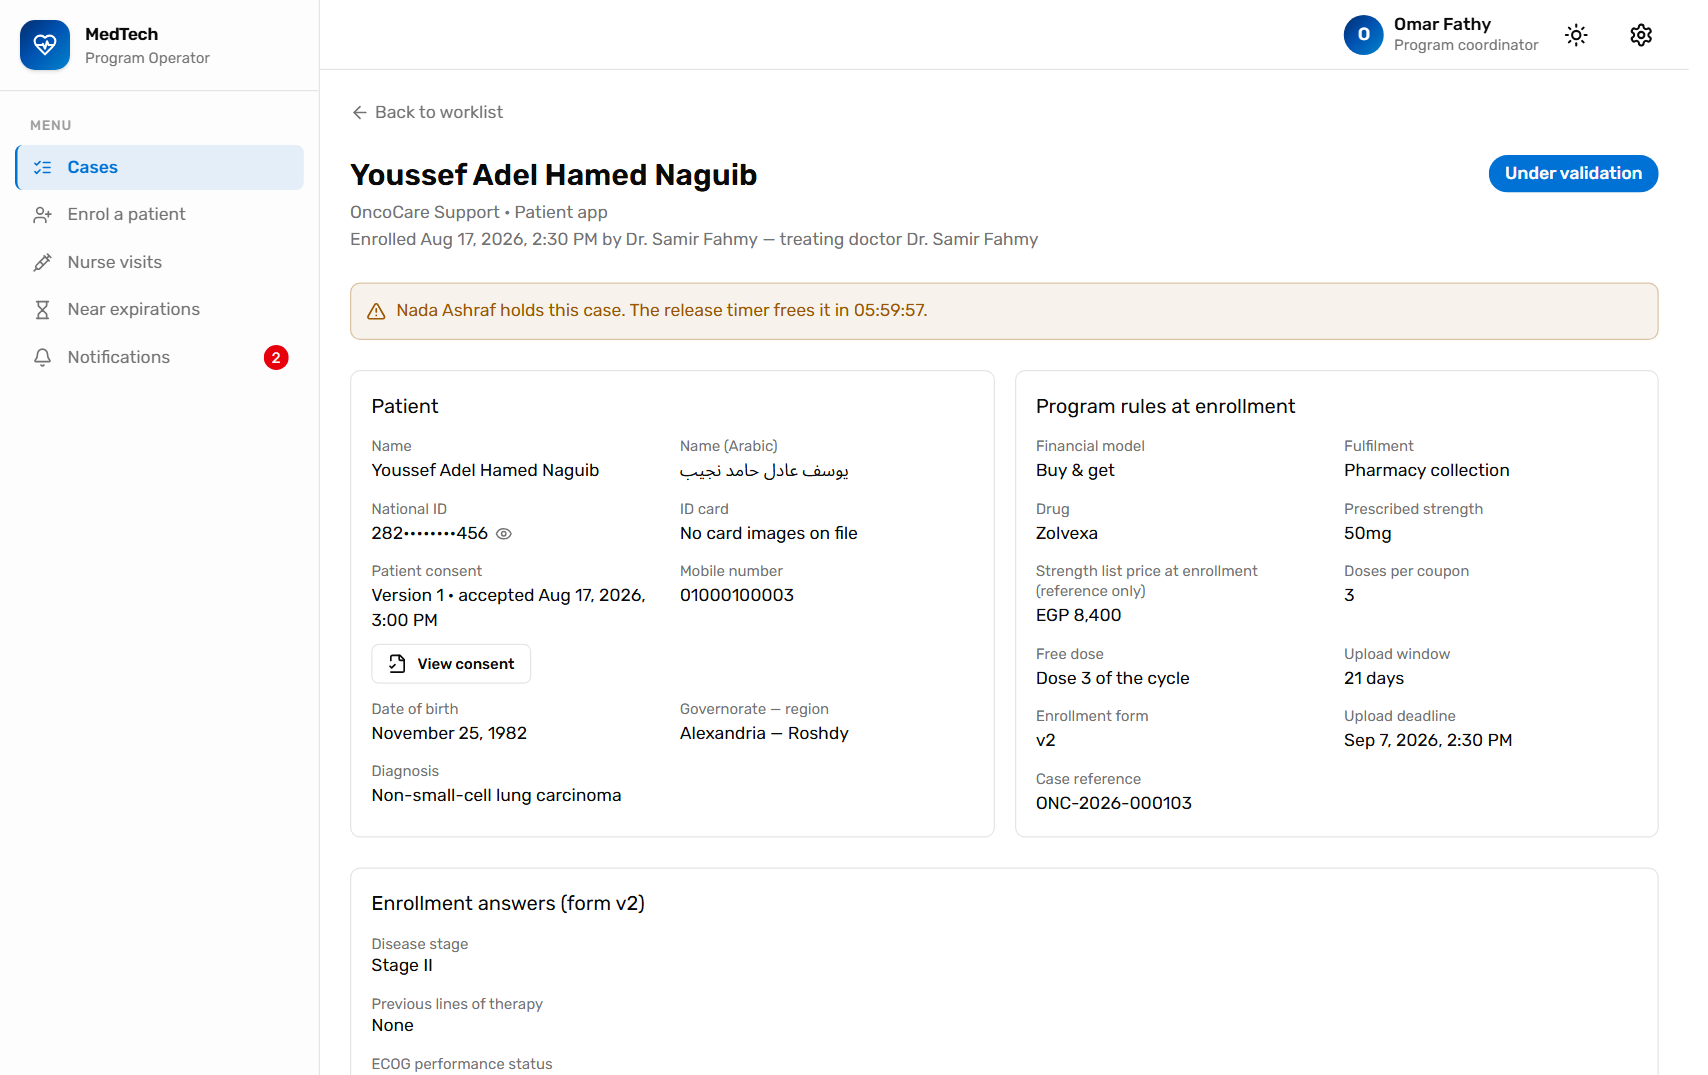 MedTech
Program Operator
MENU
Cases
Enrol a patient
Nurse visits
Near expirations
Notifications
2
O
Omar Fathy
Program coordinator
Back to worklist
Youssef Adel Hamed Naguib
Under validation
OncoCare Support • Patient app
Enrolled Aug 17, 2026, 2:30 PM by Dr. Samir Fahmy — treating doctor Dr. Samir Fahmy
Nada Ashraf holds this case. The release timer frees it in 05:59:57.
Patient
Name
Youssef Adel Hamed Naguib
Name (Arabic)
يوسف عادل حامد نجيب
National ID
282••••••••456
ID card
No card images on file
Patient consent
Version 1 • accepted Aug 17, 2026,
3:00 PM
Mobile number
01000100003
View consent
Date of birth
November 25, 1982
Governorate — region
Alexandria — Roshdy
Diagnosis
Non-small-cell lung carcinoma
Program rules at enrollment
Financial model
Buy & get
Fulfilment
Pharmacy collection
Drug
Zolvexa
Prescribed strength
50mg
Strength list price at enrollment
(reference only)
EGP 8,400
Doses per coupon
3
Free dose
Dose 3 of the cycle
Upload window
21 days
Enrollment form
v2
Upload deadline
Sep 7, 2026, 2:30 PM
Case reference
ONC-2026-000103
Enrollment answers (form v2)
Disease stage
Stage II
Previous lines of therapy
None
ECOG performance status